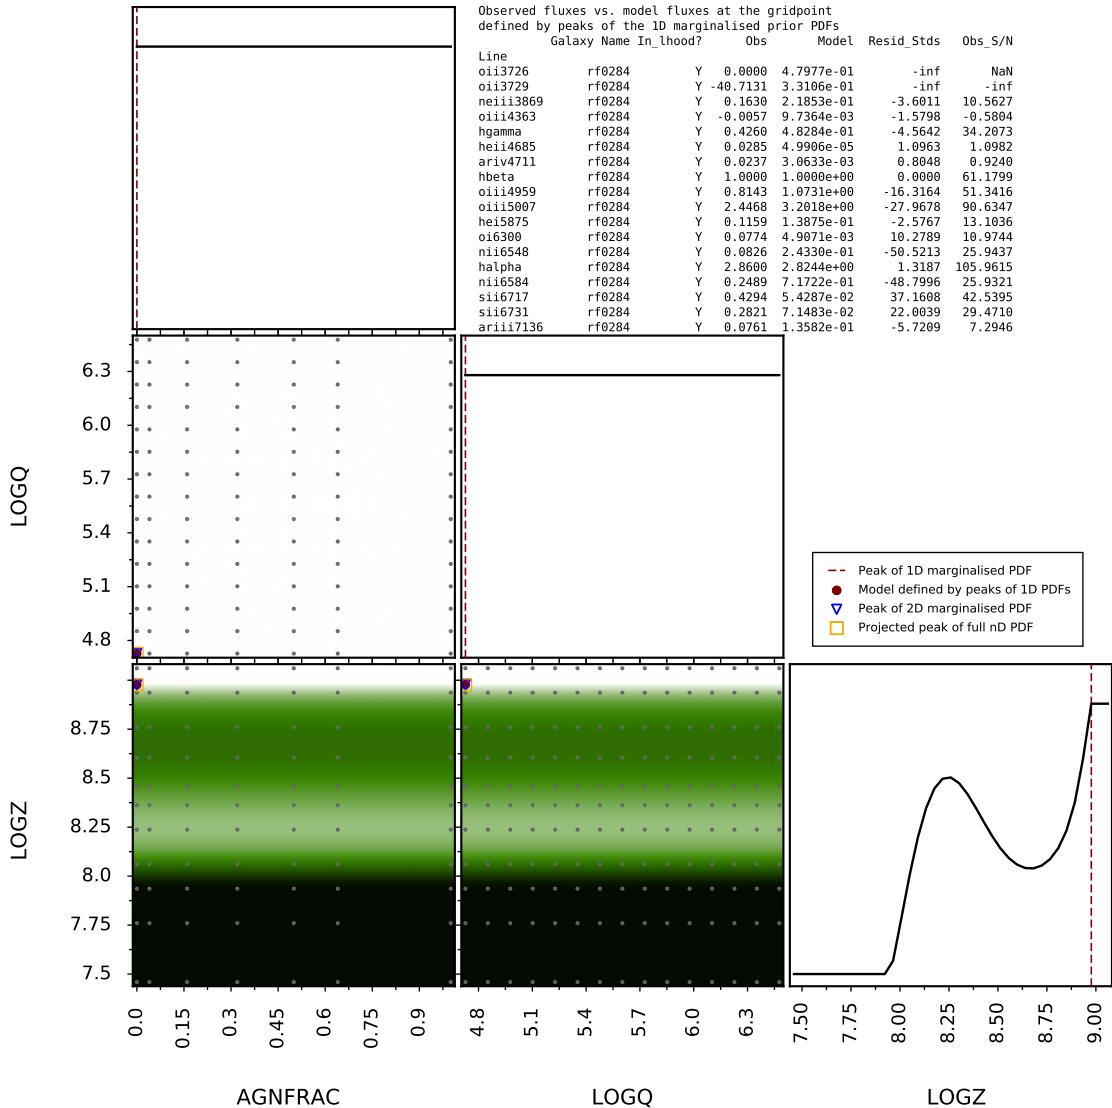 Observed fluxes vs. model fluxes at the gridpoint
defined by peaks of the 1D marginalised prior PDFs
Galaxy Name In_lhood? Obs Model Resid_Stds Obs_S/N
Line
oii3726 rf0284 Y 0.0000 4.7977e-01 -inf NaN
oii3729 rf0284 Y -40.7131 3.3106e-01 -inf -inf
neiii3869 rf0284 Y 0.1630 2.1853e-01 -3.6011 10.5627
oiii4363 rf0284 Y -0.0057 9.7364e-03 -1.5798 -0.5804
hgamma rf0284 Y 0.4260 4.8284e-01 -4.5642 34.2073
heii4685 rf0284 Y 0.0285 4.9906e-05 1.0963 1.0982
ariv4711 rf0284 Y 0.0237 3.0633e-03 0.8048 0.9240
hbeta rf0284 Y 1.0000 1.0000e+00 0.0000 61.1799
oiii4959 rf0284 Y 0.8143 1.0731e+00 -16.3164 51.3416
oiii5007 rf0284 Y 2.4468 3.2018e+00 -27.9678 90.6347
hei5875 rf0284 Y 0.1159 1.3875e-01 -2.5767 13.1036
oi6300 rf0284 Y 0.0774 4.9071e-03 10.2789 10.9744
nii6548 rf0284 Y 0.0826 2.4330e-01 -50.5213 25.9437
halpha rf0284 Y 2.8600 2.8244e+00 1.3187 105.9615
nii6584 rf0284 Y 0.2489 7.1722e-01 -48.7996 25.9321
sii6717 rf0284 Y 0.4294 5.4287e-02 37.1608 42.5395
sii6731 rf0284 Y 0.2821 7.1483e-02 22.0039 29.4710
ariii7136 rf0284 Y 0.0761 1.3582e-01 -5.7209 7.2946
LOGQ
6.3
6.0
5.7
5.4
5.1
4.8
Peak of 1D marginalised PDF
Model defined by peaks of 1D PDFs
Peak of 2D marginalised PDF
Projected peak of full nD PDF
LOGZ
8.75
8.5
8.25
8.0
7.75
7.5
0.0 0.15 0.3 0.45 0.6 0.75 0.9
4.8 5.1 5.4 5.7 6.0 6.3
7.50 7.75 8.00 8.25 8.50 8.75 9.00
AGNFRAC LOGQ LOGZ